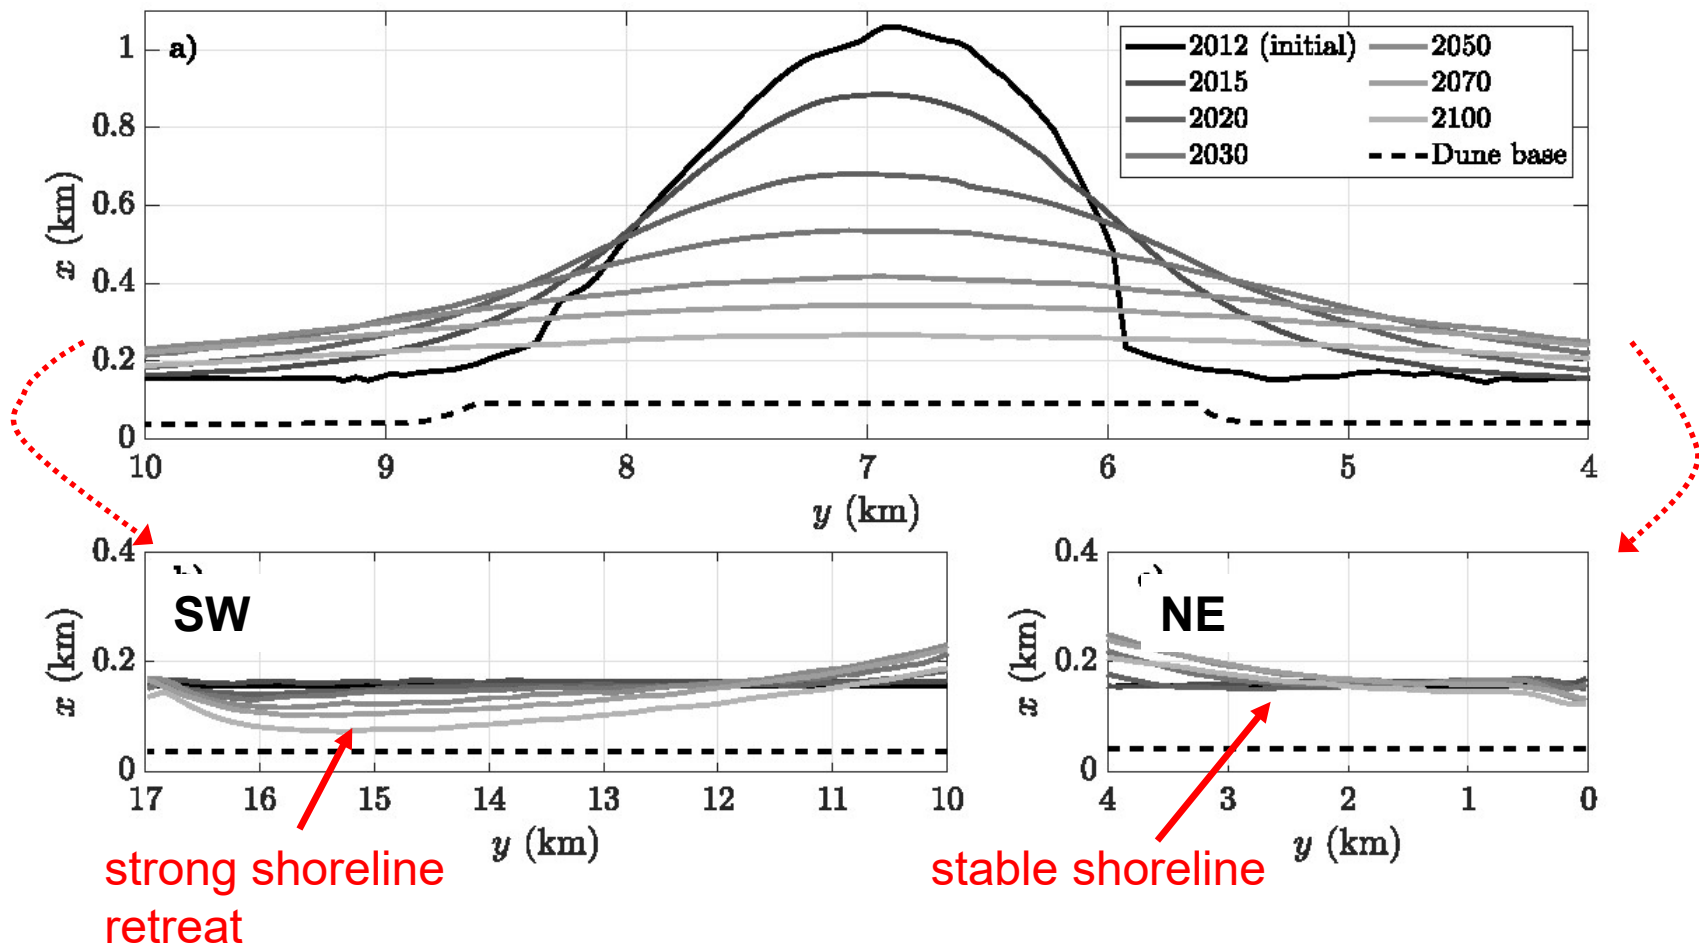 a)
2012 (initial)
2015
2020
2030
2050
2070
2100
Dune base
x (km)
1
0.8
0.6
0.4
0.2
0
10 9 8 7 6 5 4
y (km)
SW
x (km)
0.4
0.2
0
17 16 15 14 13 12 11 10
y (km)
strong shoreline
retreat
NE
x (km)
0.4
0.2
0
4 3 2 1 0
y (km)
stable shoreline